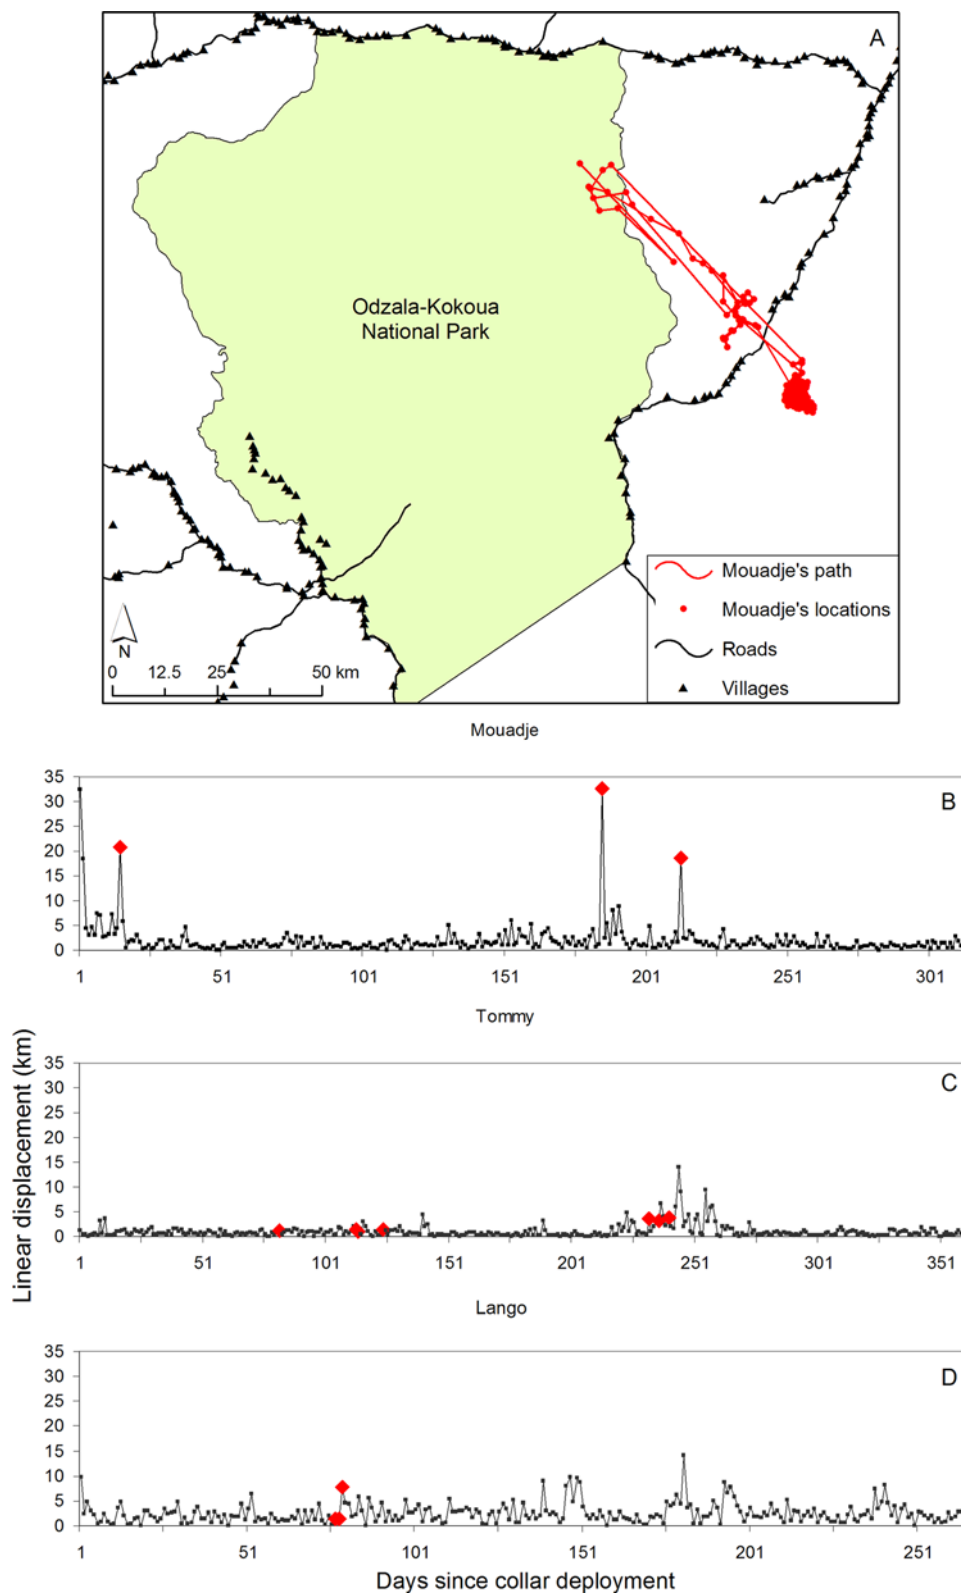 A
Odzala-Kokoua
National Park
N
0 12.5 25 50 km
Mouadje's path
Mouadje's locations
Roads
Villages
Mouadje
B
35
30
25
20
15
10
5
0
1 51 101 151 201 251 301
Tommy
C
35
30
25
20
15
10
5
0
1 51 101 151 201 251 301 351
Lango
D
35
30
25
20
15
10
5
0
1 51 101 151 201 251
Linear displacement (km)
Days since collar deployment